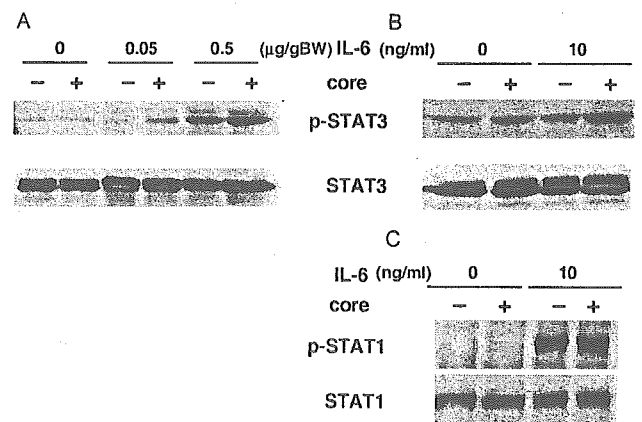 A
B
0 0.05 0.5 (μg/gBW) IL-6 (ng/ml) 0 10
− + − + − + core − + − +
p-STAT3
STAT3
C
IL-6 (ng/ml) 0 10
core − + − +
p-STAT1
STAT1